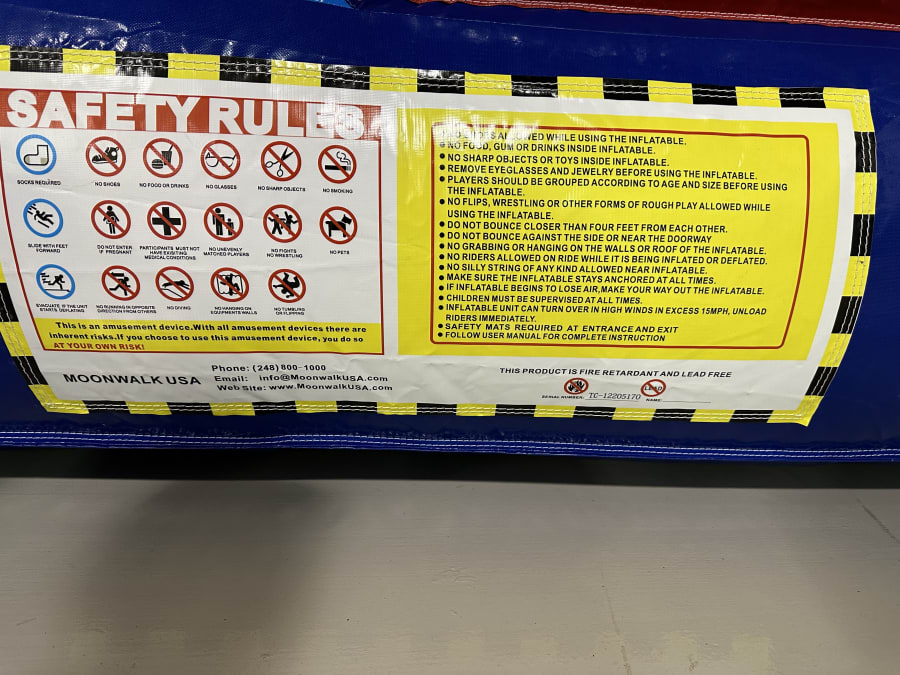 SAFETY RULES
SOCKS REQUIRED
NO SHOES
NO FOOD OR DRINKS
NO GLASSES
NO SHARP OBJECTS
NO SMOKING
SLIDE WITH FEET
FORWARD
DO NOT ENTER
IF PREGNANT
PARTICIPANTS MUST NOT
HAVE EXISITING
MEDICAL CONDITIONS
NO UNEVENLY
MATCHED PLAYERS
NO FIGHTS
NO WRESTLING
NO PETS
EVACUATE IF THE UNIT
STARTS DEFLATING
NO RUNNING IN OPPOSITE
DIRECTION FROM OTHERS
NO DIVING
NO HANGING ON
EQUIPMENTS WALLS
NO TUMBLING
OR FLIPPING
This is an amusement device.With all amusement devices there are
inherent risks.If you choose to use this amusement device, you do so
AT YOUR OWN RISK!
MOONWALK USA
Phone: (248) 800-1000
Email: info@MoonwalkUSA.com
Web Site: www.MoonwalkUSA.com
NO SHOES ALLOWED WHILE USING THE INFLATABLE.
NO FOOD, GUM OR DRINKS INSIDE INFLATABLE.
NO SHARP OBJECTS OR TOYS INSIDE INFLATABLE.
REMOVE EYEGLASSES AND JEWELRY BEFORE USING THE INFLATABLE.
PLAYERS SHOULD BE GROUPED ACCORDING TO AGE AND SIZE BEFORE USING
THE INFLATABLE.
NO FLIPS, WRESTLING OR OTHER FORMS OF ROUGH PLAY ALLOWED WHILE
USING THE INFLATABLE.
DO NOT BOUNCE CLOSER THAN FOUR FEET FROM EACH OTHER.
DO NOT BOUNCE AGAINST THE SIDE OR NEAR THE DOORWAY
NO GRABBING OR HANGING ON THE WALLS OR ROOF OF THE INFLATABLE.
NO RIDERS ALLOWED ON RIDE WHILE IT IS BEING INFLATED OR DEFLATED.
NO SILLY STRING OF ANY KIND ALLOWED NEAR INFLATABLE.
MAKE SURE THE INFLATABLE STAYS ANCHORED AT ALL TIMES.
IF INFLATABLE BEGINS TO LOSE AIR,MAKE YOUR WAY OUT THE INFLATABLE.
CHILDREN MUST BE SUPERVISED AT ALL TIMES.
INFLATABLE UNIT CAN TURN OVER IN HIGH WINDS IN EXCESS 15MPH, UNLOAD
RIDERS IMMEDIATELY.
SAFETY MATS REQUIRED AT ENTRANCE AND EXIT
FOLLOW USER MANUAL FOR COMPLETE INSTRUCTION
THIS PRODUCT IS FIRE RETARDANT AND LEAD FREE
LEAD
SERIAL NUMBER: TC-12205170 NAME: